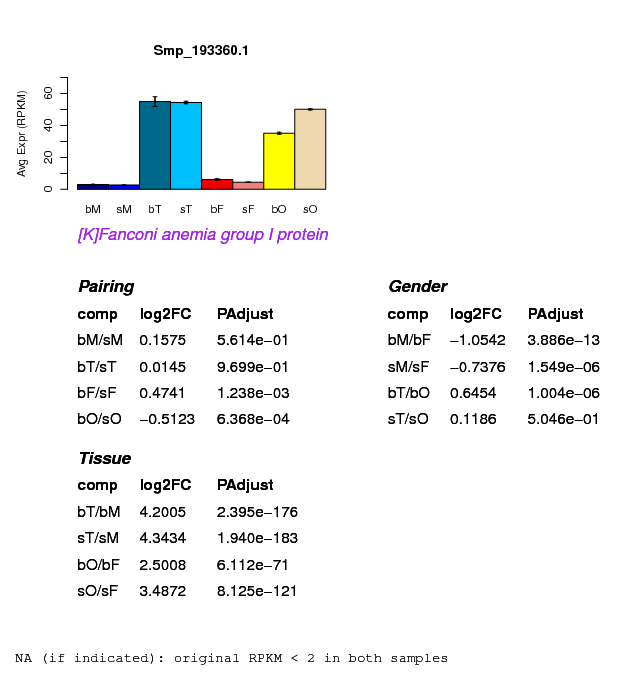 Smp_193360.1
Avg Expr (RPKM)
0 20 40 60
bM sM bT sT bF sF bO sO
[K]Fanconi anemia group I protein
Pairing
comp log2FC PAdjust
bM/sM 0.1575 5.614e−01
bT/sT 0.0145 9.699e−01
bF/sF 0.4741 1.238e−03
bO/sO −0.5123 6.368e−04
Gender
comp log2FC PAdjust
bM/bF −1.0542 3.886e−13
sM/sF −0.7376 1.549e−06
bT/bO 0.6454 1.004e−06
sT/sO 0.1186 5.046e−01
Tissue
comp log2FC PAdjust
bT/bM 4.2005 2.395e−176
sT/sM 4.3434 1.940e−183
bO/bF 2.5008 6.112e−71
sO/sF 3.4872 8.125e−121
NA (if indicated): original RPKM < 2 in both samples